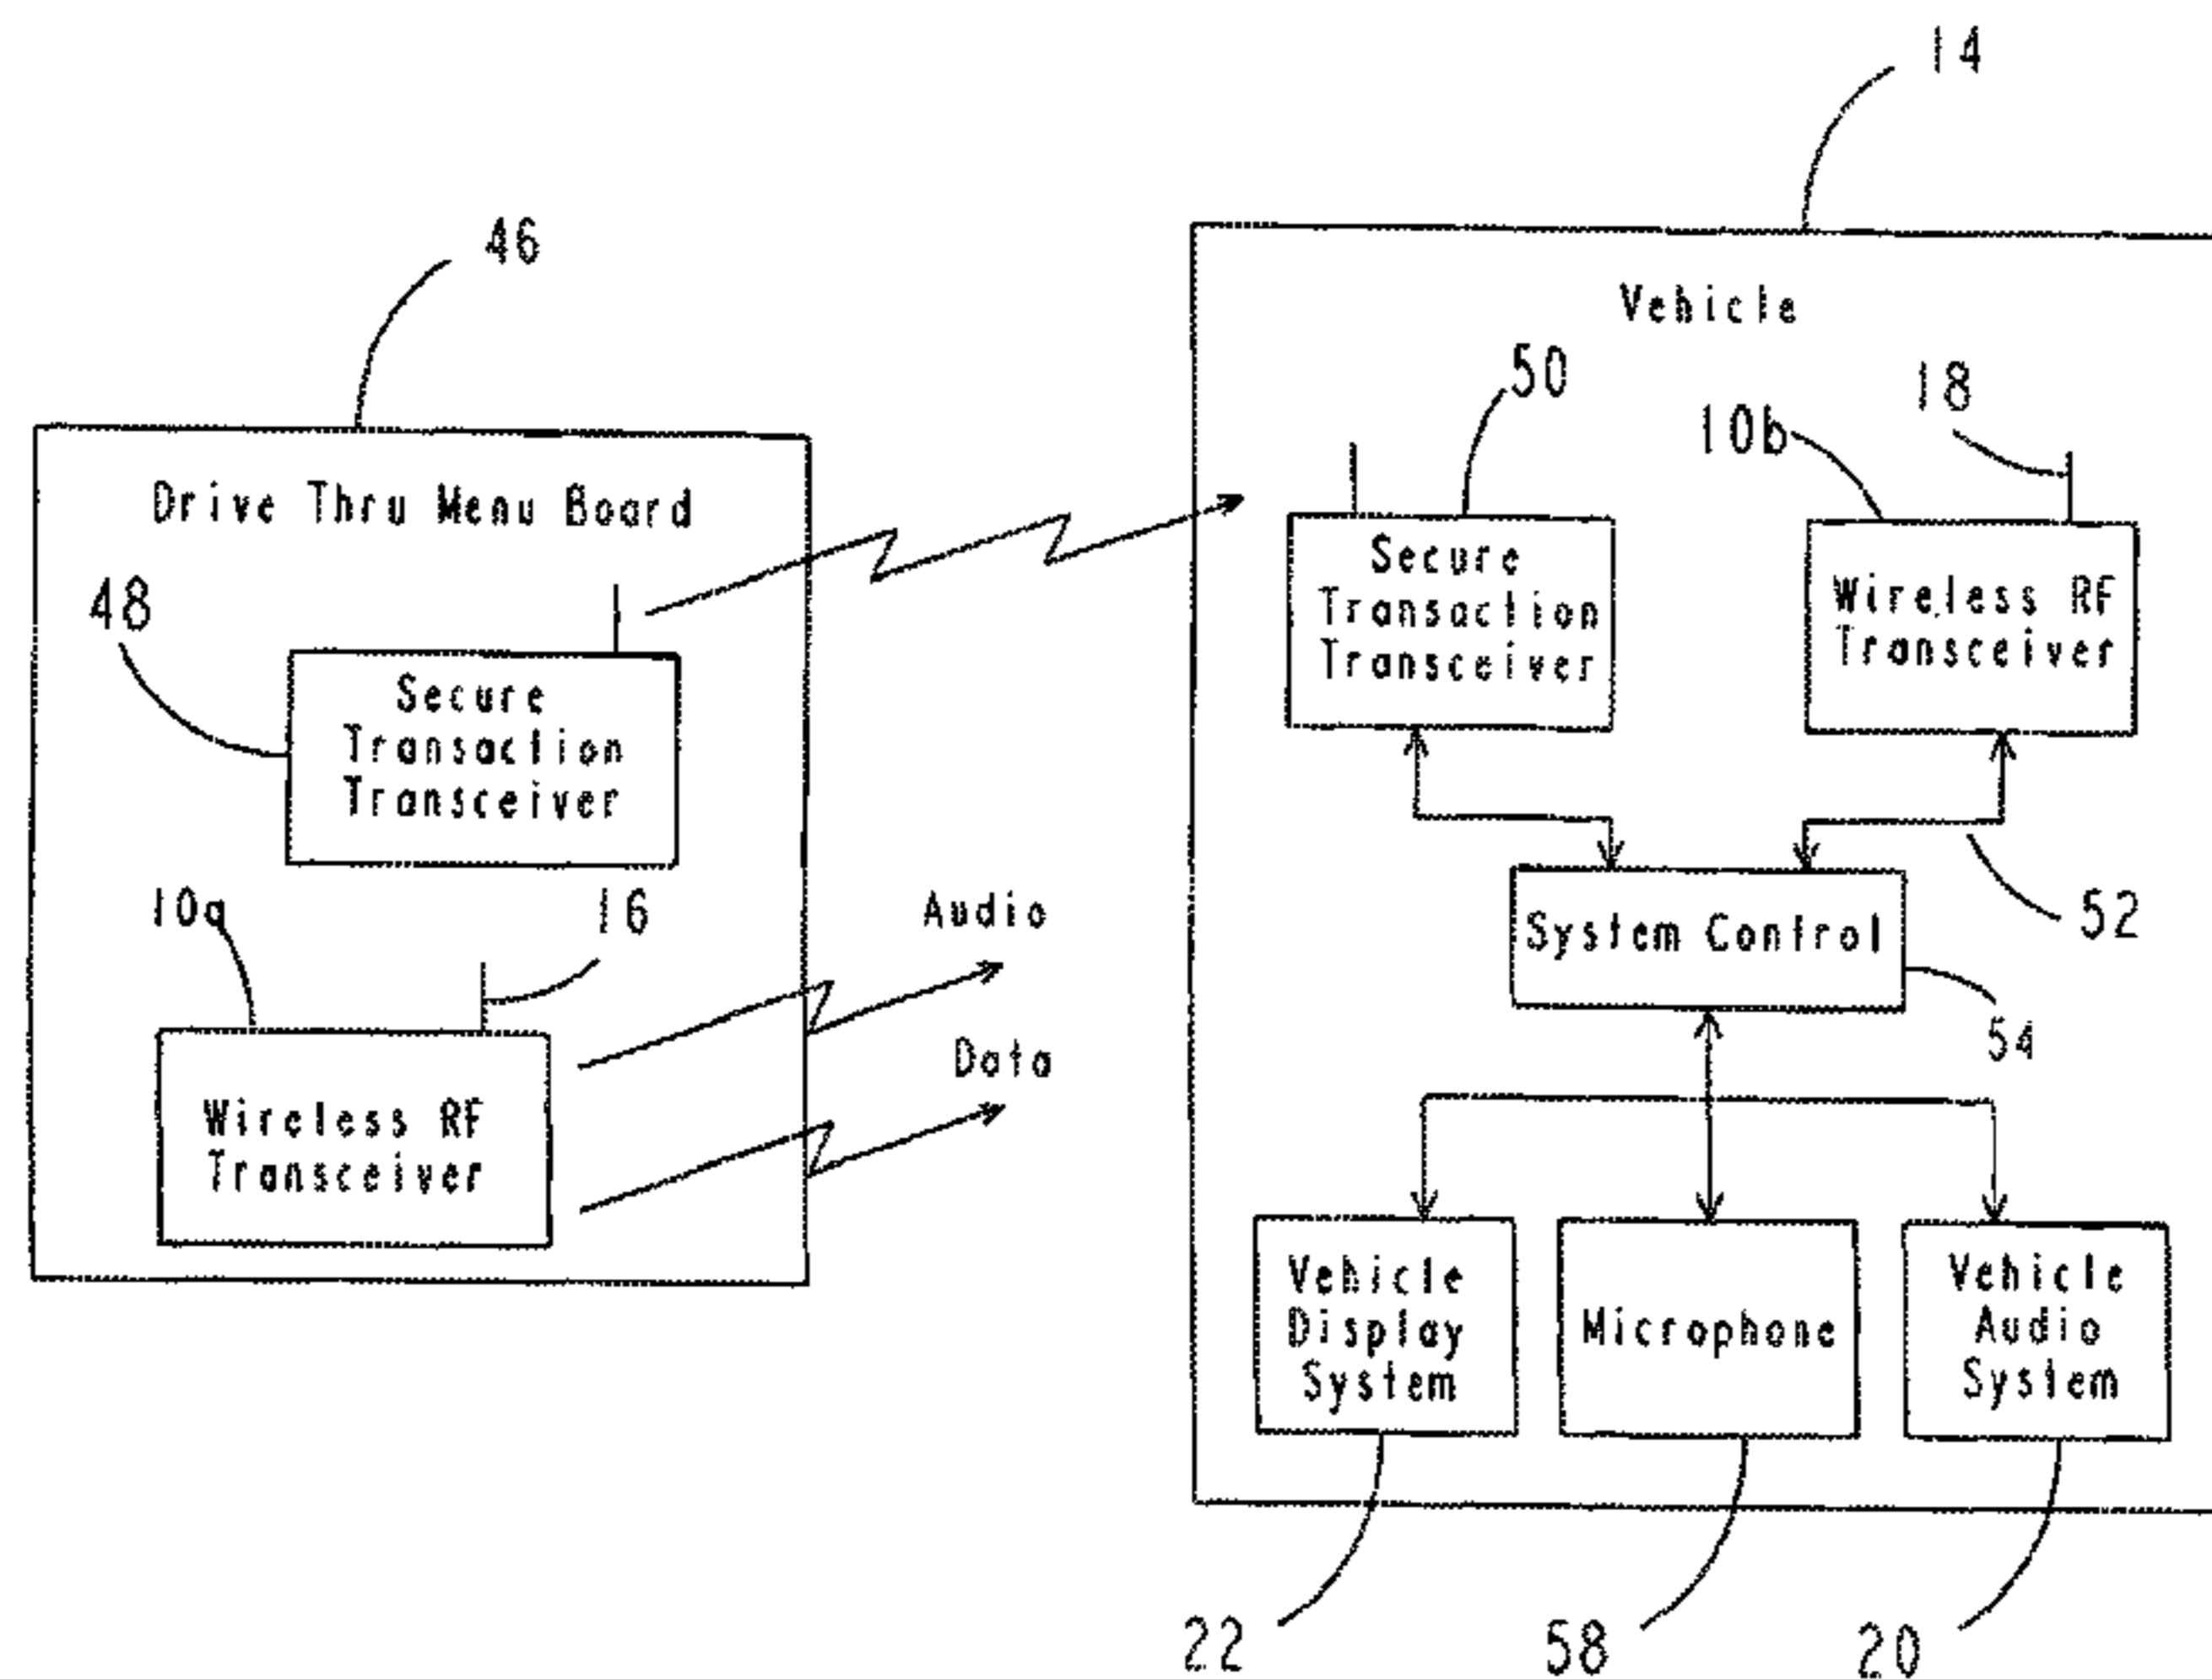 14
46
Vehicle
50
18
10b
Drive Thru Menu Board
Secure
Transaction
Transceiver
Wireless RF
Transceiver
48
Secure
Transaction
Transceiver
10a
16
Audio
System Control
52
54
Data
Wireless RF
Transceiver
Vehicle
Display
System
Microphone
Vehicle
Audio
System
22
58
20